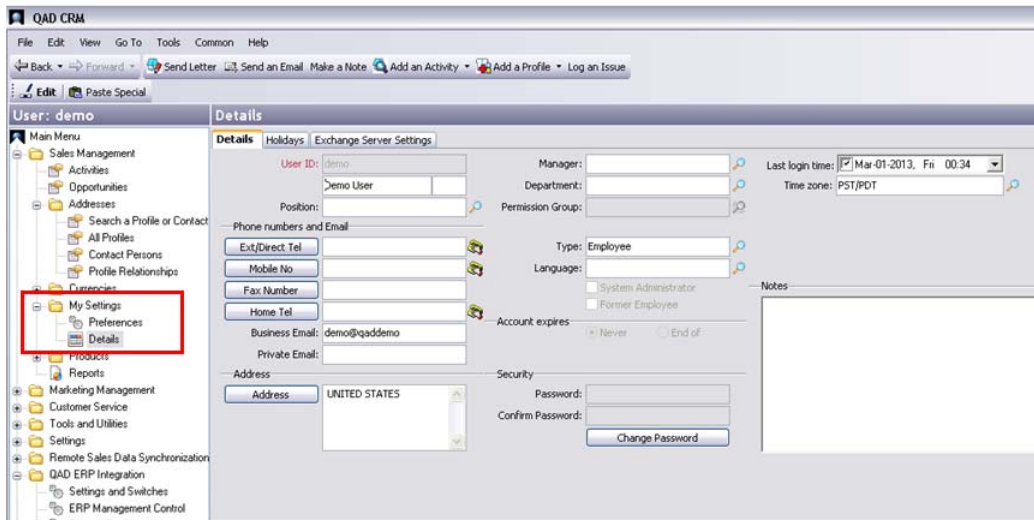 QAD CRM
File Edit View Go To Tools Common Help
Back Forward Send Letter Send an Email Make a Note Add an Activity Add a Profile Log an Issue
Edit Paste Special
User: demo
Main Menu
Sales Management
Activities
Opportunities
Addresses
Search a Profile or Contact
All Profiles
Contact Persons
Profile Relationships
Currencies
My Settings
Preferences
Details
Products
Reports
Marketing Management
Customer Service
Tools and Utilities
Settings
Remote Sales Data Synchronization
QAD ERP Integration
Settings and Switches
ERP Management Control
Details
Details Holidays Exchange Server Settings
User ID: demo
Demo User
Position:
Phone numbers and Email
Ext/Direct Tel
Mobile No
Fax Number
Home Tel
Business Email: demo@qaddemo
Private Email:
Address
Address UNITED STATES
Manager:
Department:
Permission Group:
Type: Employee
Language:
System Administrator
Former Employee
Account expires
Never End of
Security
Password:
Confirm Password:
Change Password
Last login time: Mar-01-2013, Fri 00:34
Time zone: PST/PDT
Notes